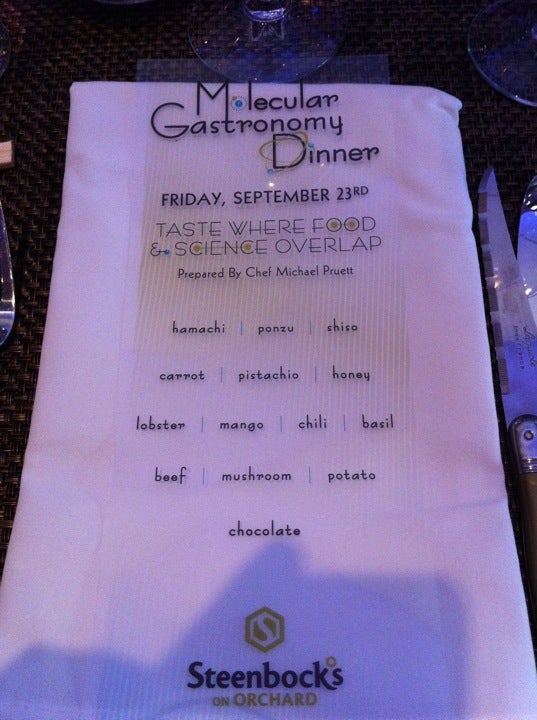 Molecular
Gastronomy
Dinner
FRIDAY, SEPTEMBER 23RD
TASTE WHERE FOOD
& SCIENCE OVERLAP
Prepared By Chef Michael Pruett
hamachi | ponzu | shiso
carrot | pistachio | honey
lobster | mango | chili | basil
beef | mushroom | potato
chocolate
S
Steenbock's
ON ORCHARD